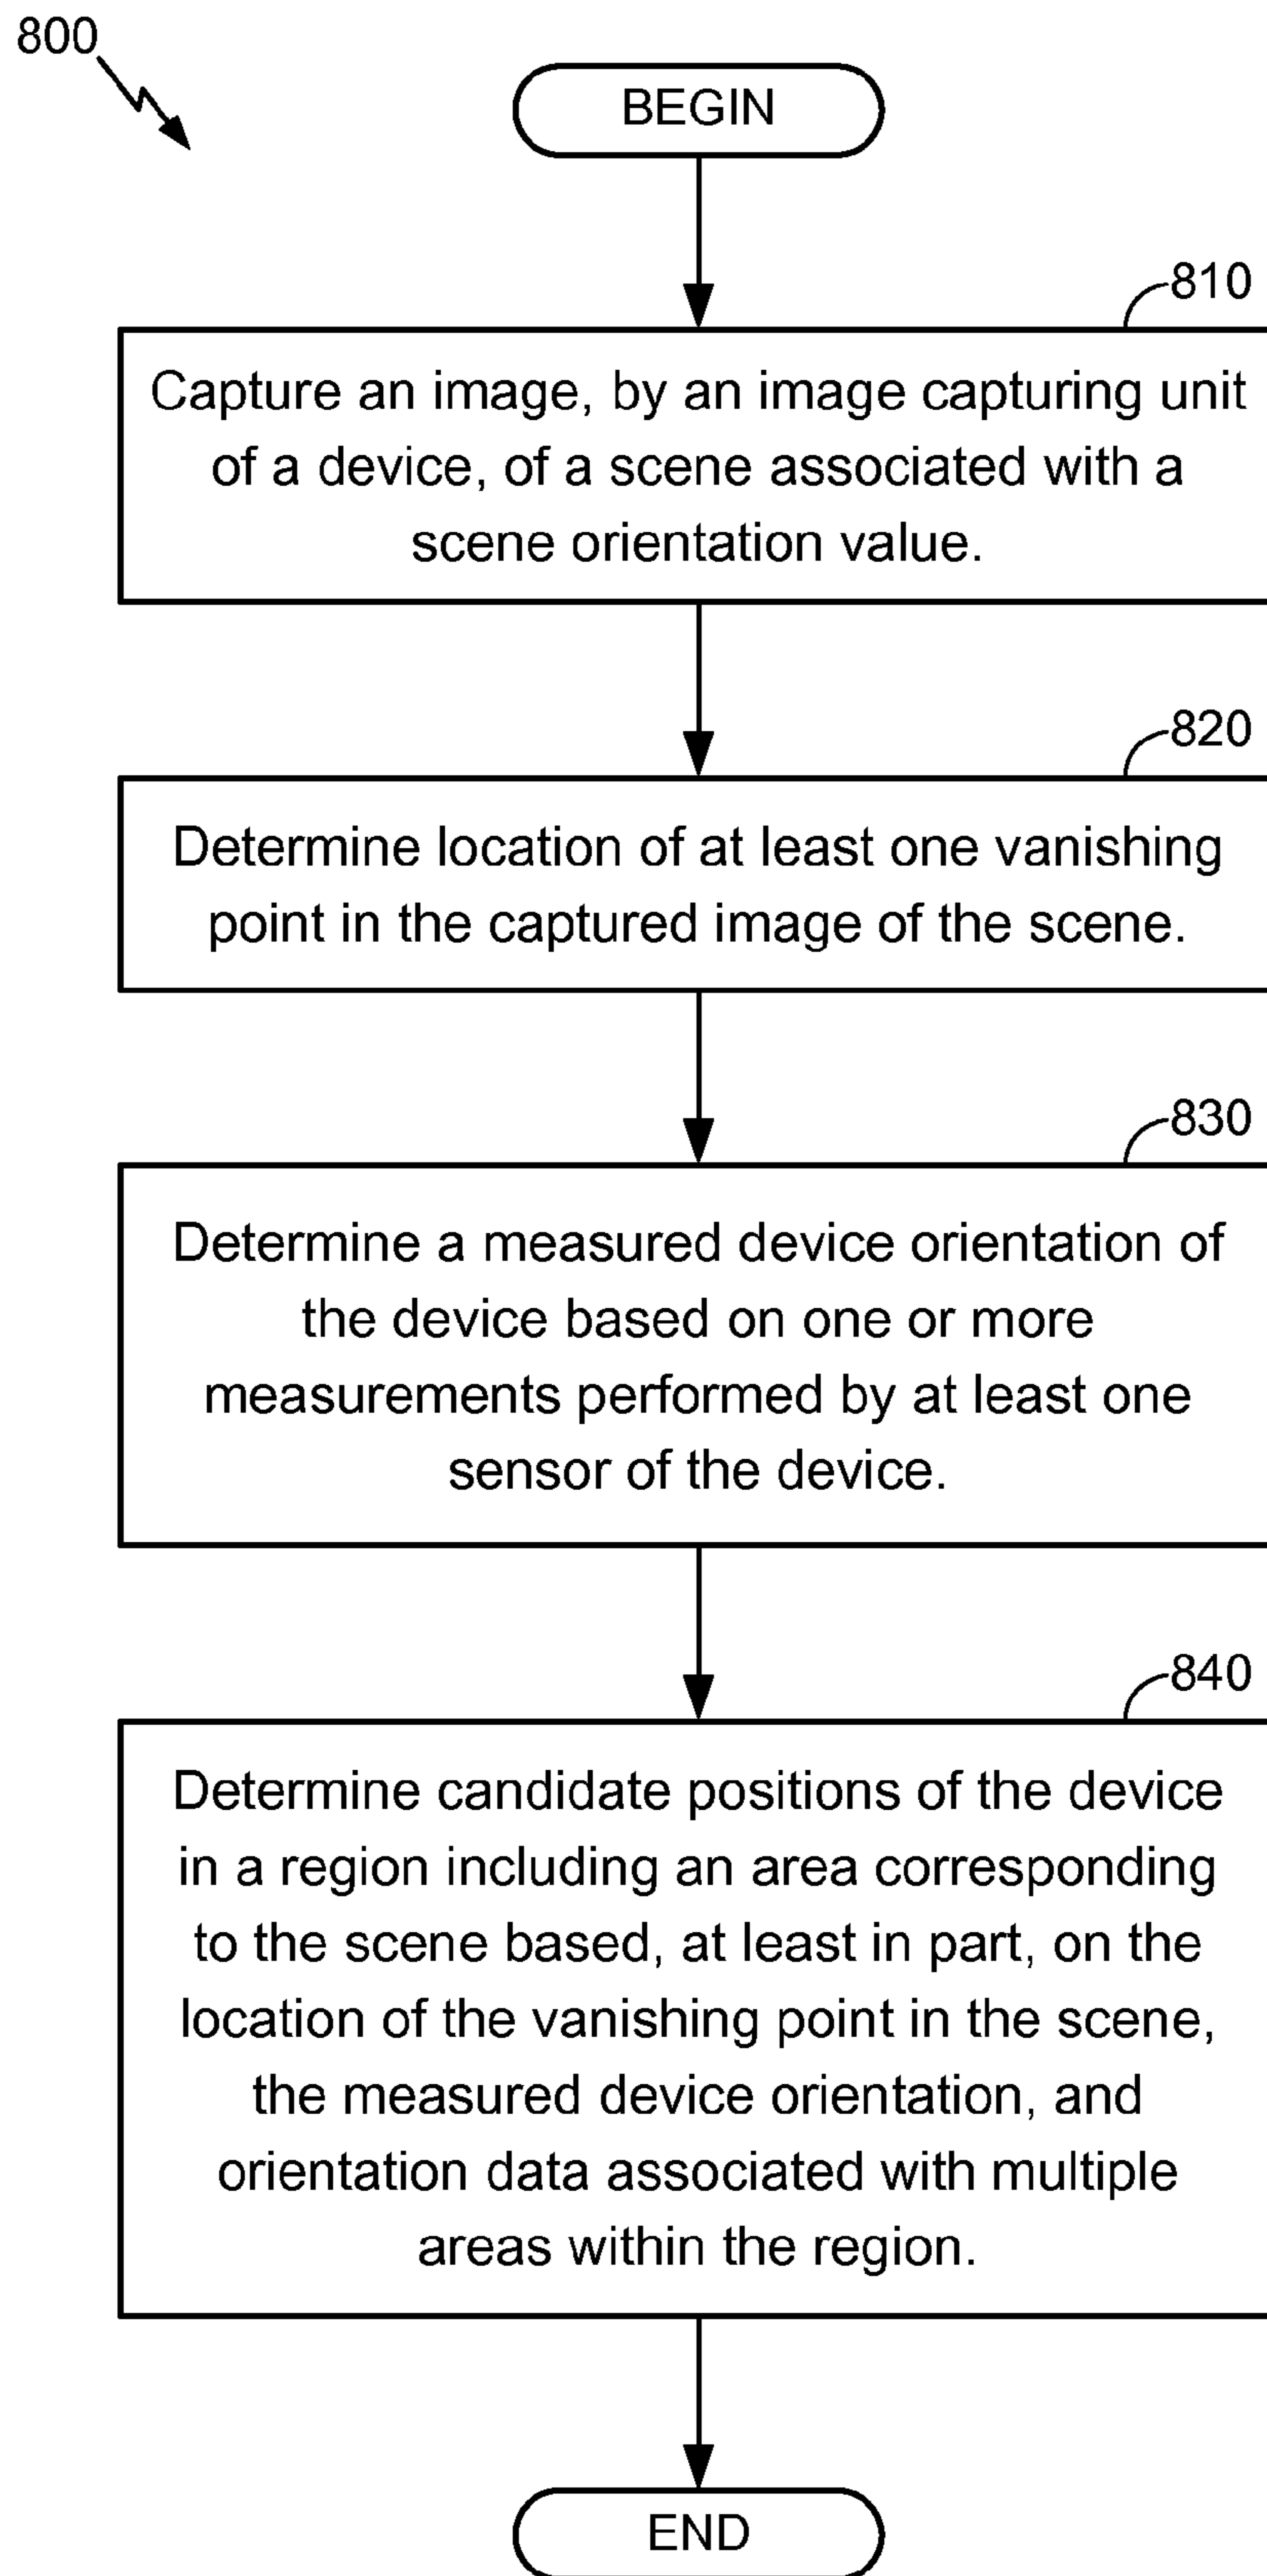 800
BEGIN
810
Capture an image, by an image capturing unit
of a device, of a scene associated with a
scene orientation value.
820
Determine location of at least one vanishing
point in the captured image of the scene.
830
Determine a measured device orientation of
the device based on one or more
measurements performed by at least one
sensor of the device.
840
Determine candidate positions of the device
in a region including an area corresponding
to the scene based, at least in part, on the
location of the vanishing point in the scene,
the measured device orientation, and
orientation data associated with multiple
areas within the region.
END